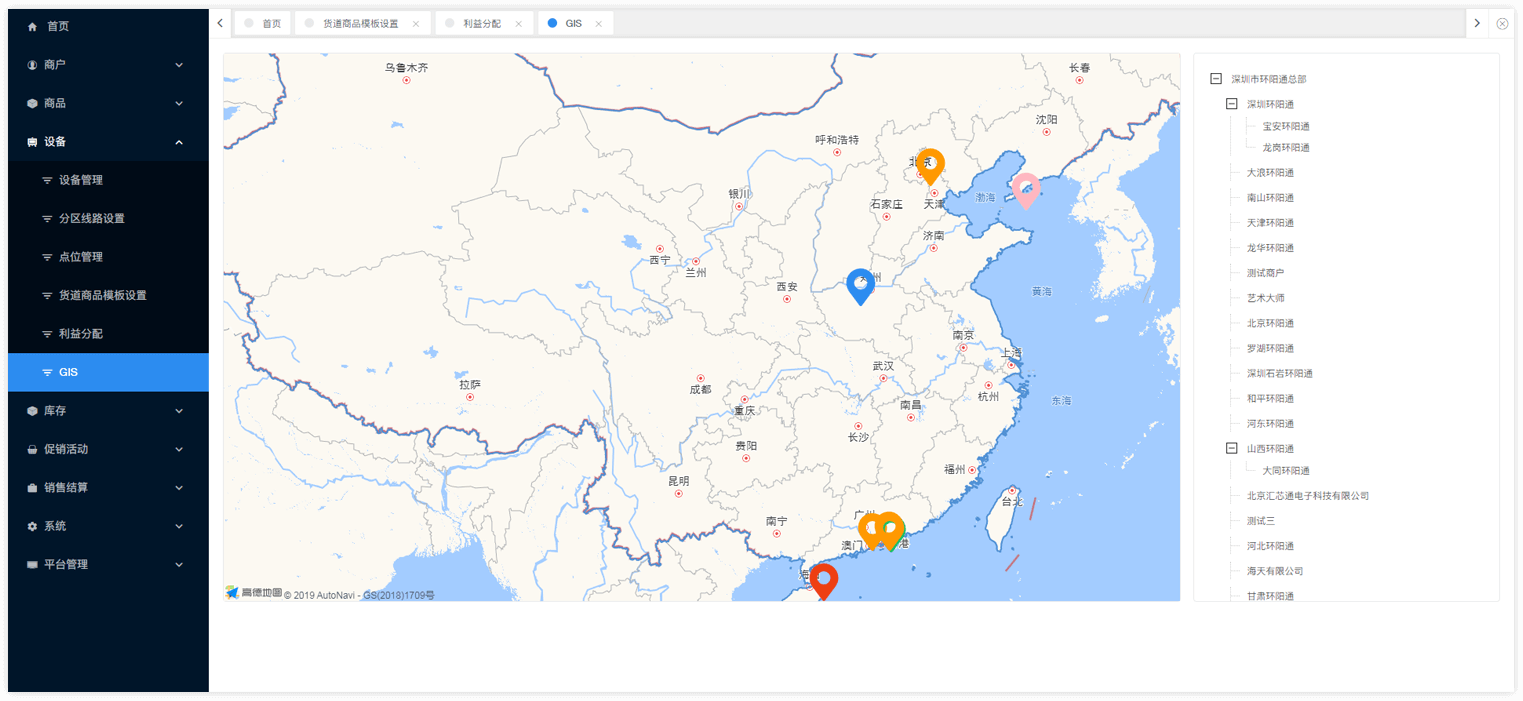 首页
商户
商品
设备
设备管理
分区线路设置
点位管理
货道商品模板设置
利益分配
GIS
库存
促销活动
销售结算
系统
平台管理
首页
货道商品模板设置
利益分配
GIS
乌鲁木齐
长春
沈阳
呼和浩特
北京
银川
渤海
石家庄
天津
济南
西宁
兰州
西安
州
黄海
南京
上海
武汉
拉萨
成都
杭州
东海
重庆
南昌
长沙
贵阳
福州
昆明
台北
南宁
广州
澳门
港
海
高德地图 © 2019 AutoNavi - GS(2018)1709号
深圳市环阳通总部
深圳环阳通
宝安环阳通
龙岗环阳通
大浪环阳通
南山环阳通
天津环阳通
龙华环阳通
测试商户
艺术大师
北京环阳通
罗湖环阳通
深圳石岩环阳通
和平环阳通
河东环阳通
山西环阳通
大同环阳通
北京汇芯通电子科技有限公司
测试三
河北环阳通
海天有限公司
甘肃环阳通